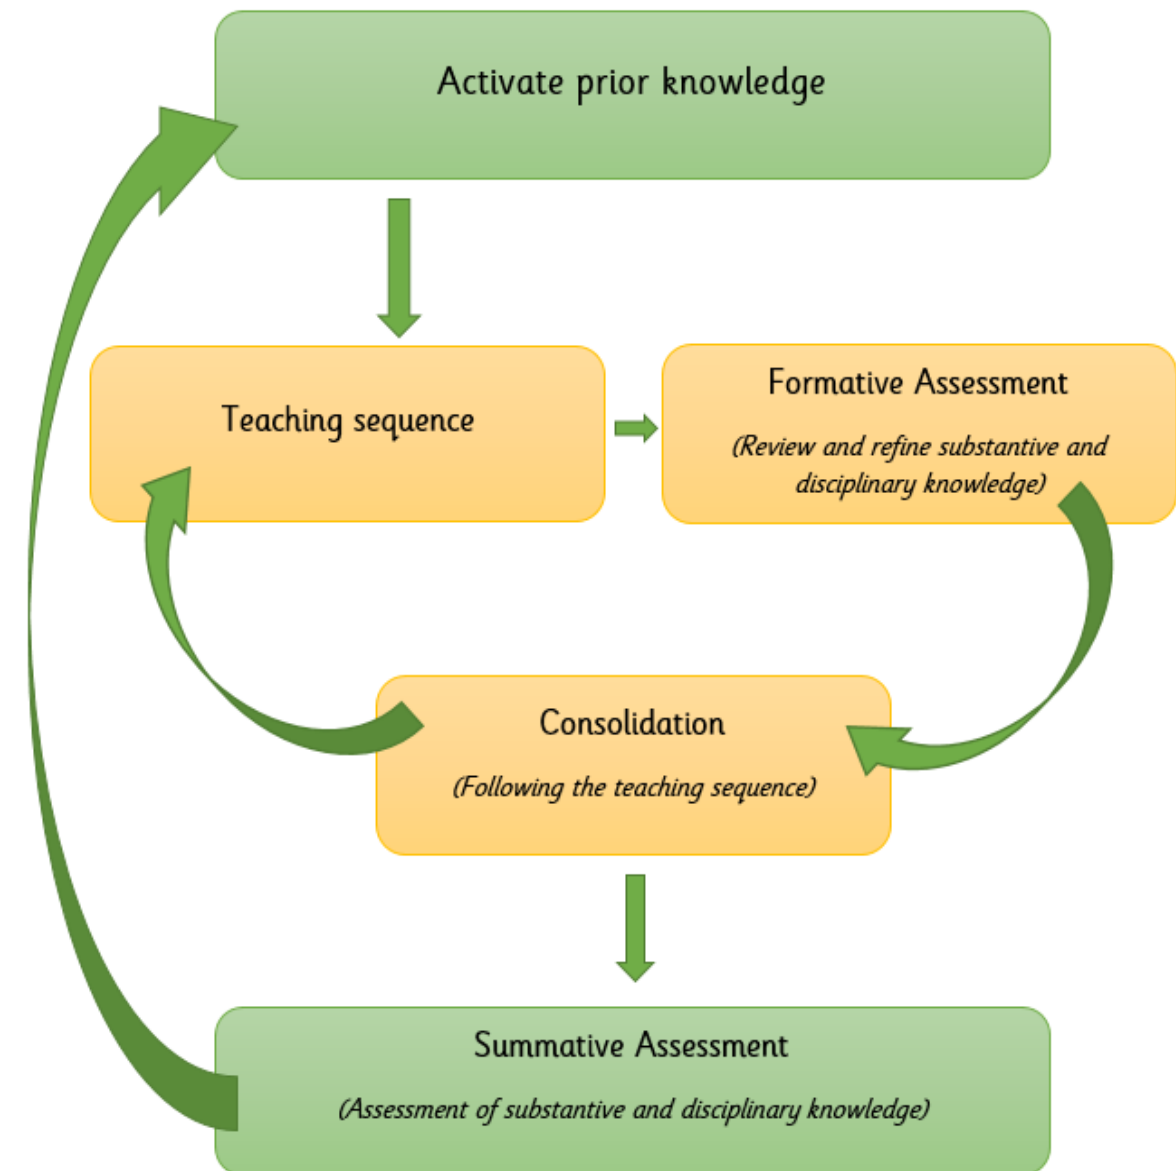 Activate prior knowledge
Teaching sequence
Formative Assessment
(Review and refine substantive and
disciplinary knowledge)
Consolidation
(Following the teaching sequence)
Summative Assessment
(Assessment of substantive and disciplinary knowledge)